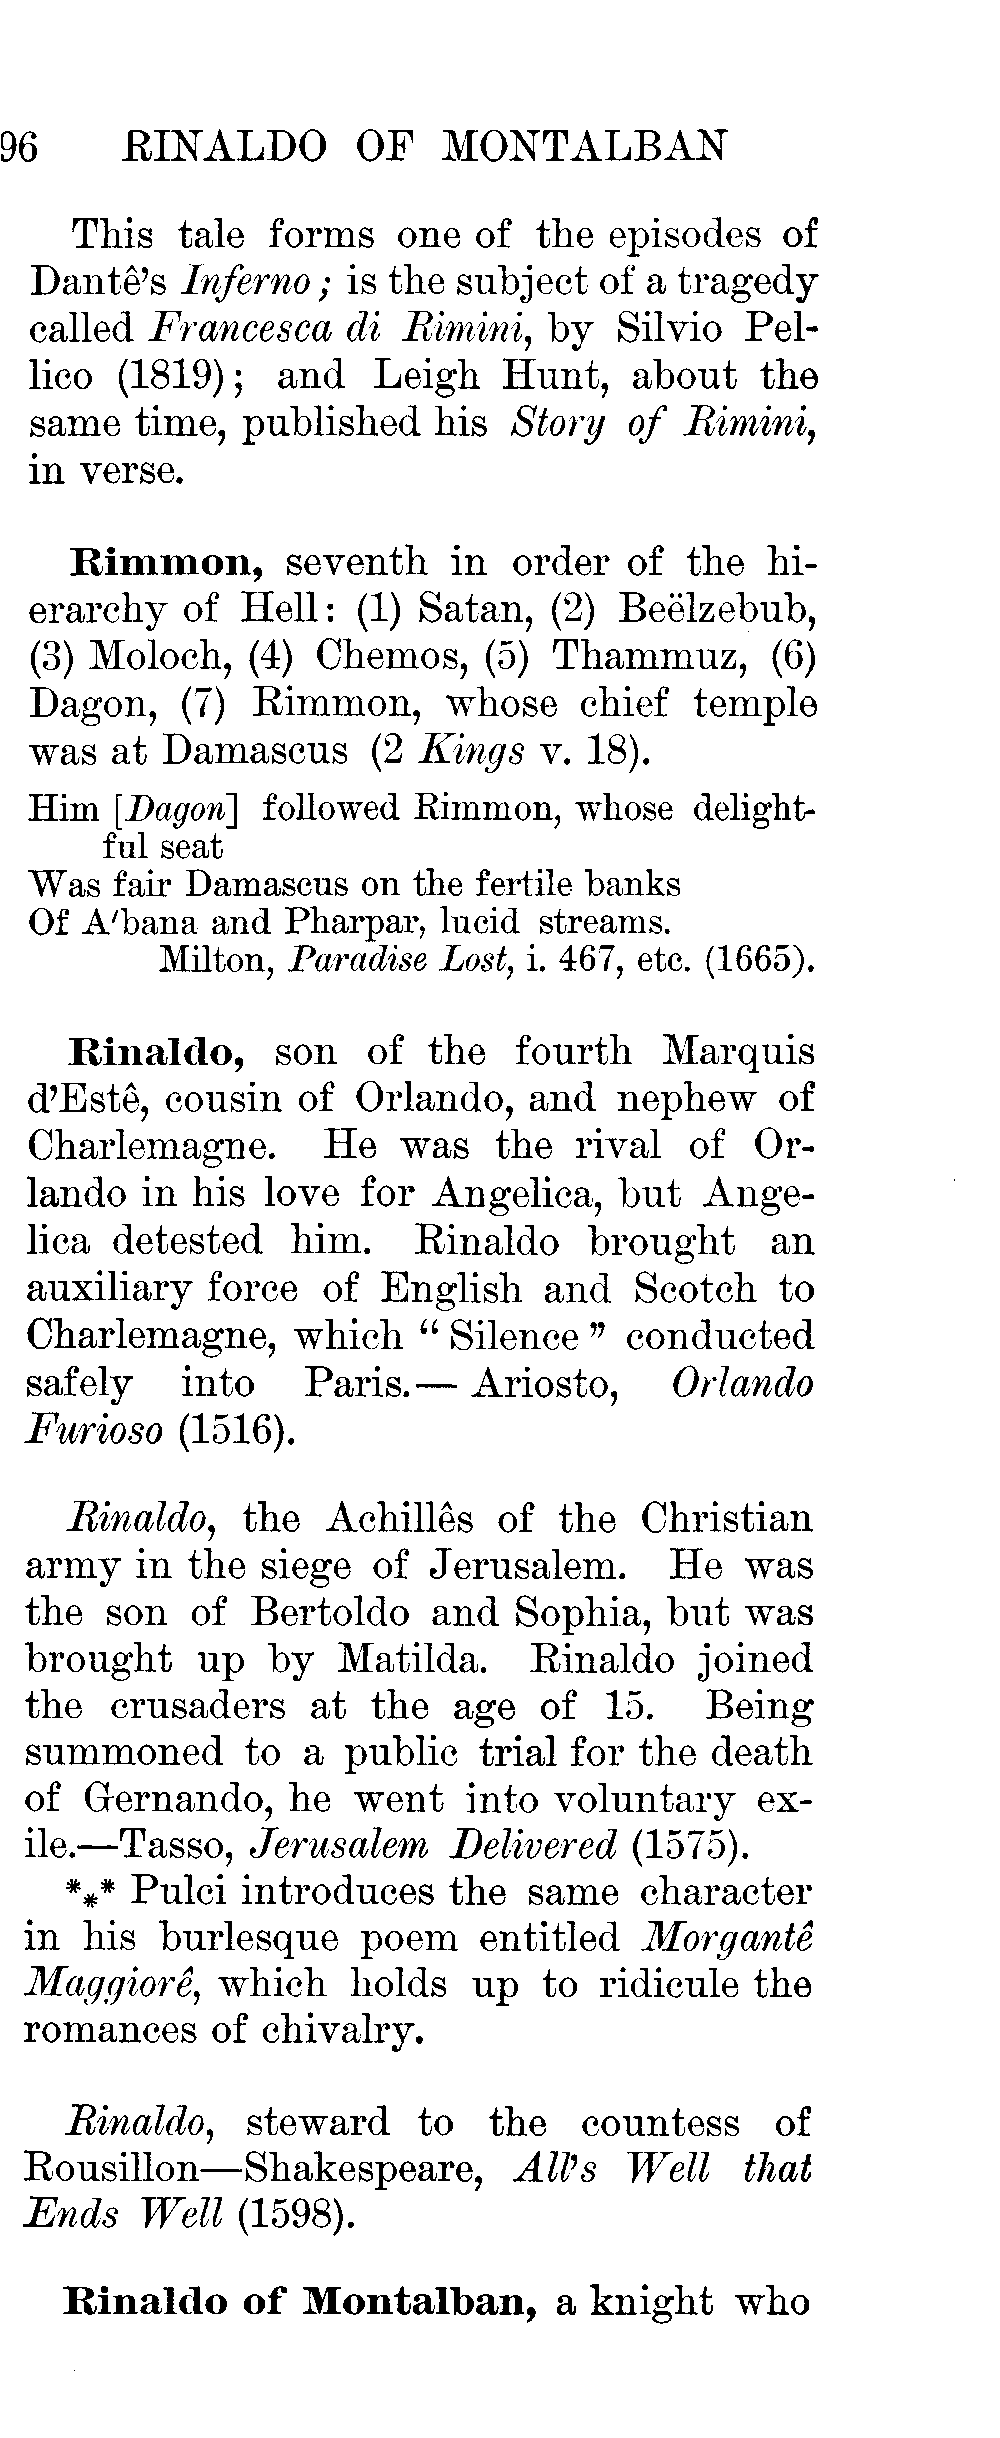 96 RINALDO OF MONTALBAN
This tale forms one of the episodes of
Dantê's Inferno; is the subject of a tragedy
called Francesca di Rimini, by Silvio Pel-
lico (1819); and Leigh Hunt, about the
same time, published his Story of Rimini,
in verse.
Rimmon, seventh in order of the hi-
erarchy of Hell: (1) Satan, (2) Beëlzebub,
(3) Moloch, (4) Chemos, (5) Thammuz, (6)
Dagon, (7) Rimmon, whose chief temple
was at Damascus (2 Kings v. 18).
Him [Dagon] followed Rimmon, whose delight-
ful seat
Was fair Damascus on the fertile banks
Of A'bana and Pharpar, lucid streams.
Milton, Paradise Lost, i. 467, etc. (1665).
Rinaldo, son of the fourth Marquis
d'Estê, cousin of Orlando, and nephew of
Charlemagne. He was the rival of Or-
lando in his love for Angelica, but Ange-
lica detested him. Rinaldo brought an
auxiliary force of English and Scotch to
Charlemagne, which "Silence" conducted
safely into Paris.—Ariosto, Orlando
Furioso (1516).
Rinaldo, the Achillês of the Christian
army in the siege of Jerusalem. He was
the son of Bertoldo and Sophia, but was
brought up by Matilda. Rinaldo joined
the crusaders at the age of 15. Being
summoned to a public trial for the death
of Gernando, he went into voluntary ex-
ile.—Tasso, Jerusalem Delivered (1575).
*** Pulci introduces the same character
in his burlesque poem entitled Morgantê
Maggiorê, which holds up to ridicule the
romances of chivalry.
Rinaldo, steward to the countess of
Rousillon—Shakespeare, All's Well that
Ends Well (1598).
Rinaldo of Montalban, a knight who